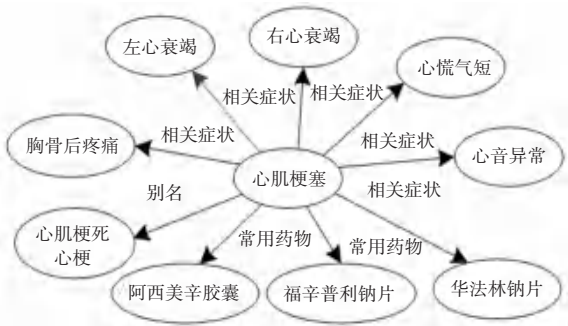 右心衰竭
左心衰竭
心慌气短
相关症状
相关症状
胸骨后疼痛
相关症状
相关症状
心音异常
心肌梗塞
别名
相关症状
心肌梗死
心梗
常用药物
常用药物
阿西美辛胶囊
福辛普利钠片
华法林钠片